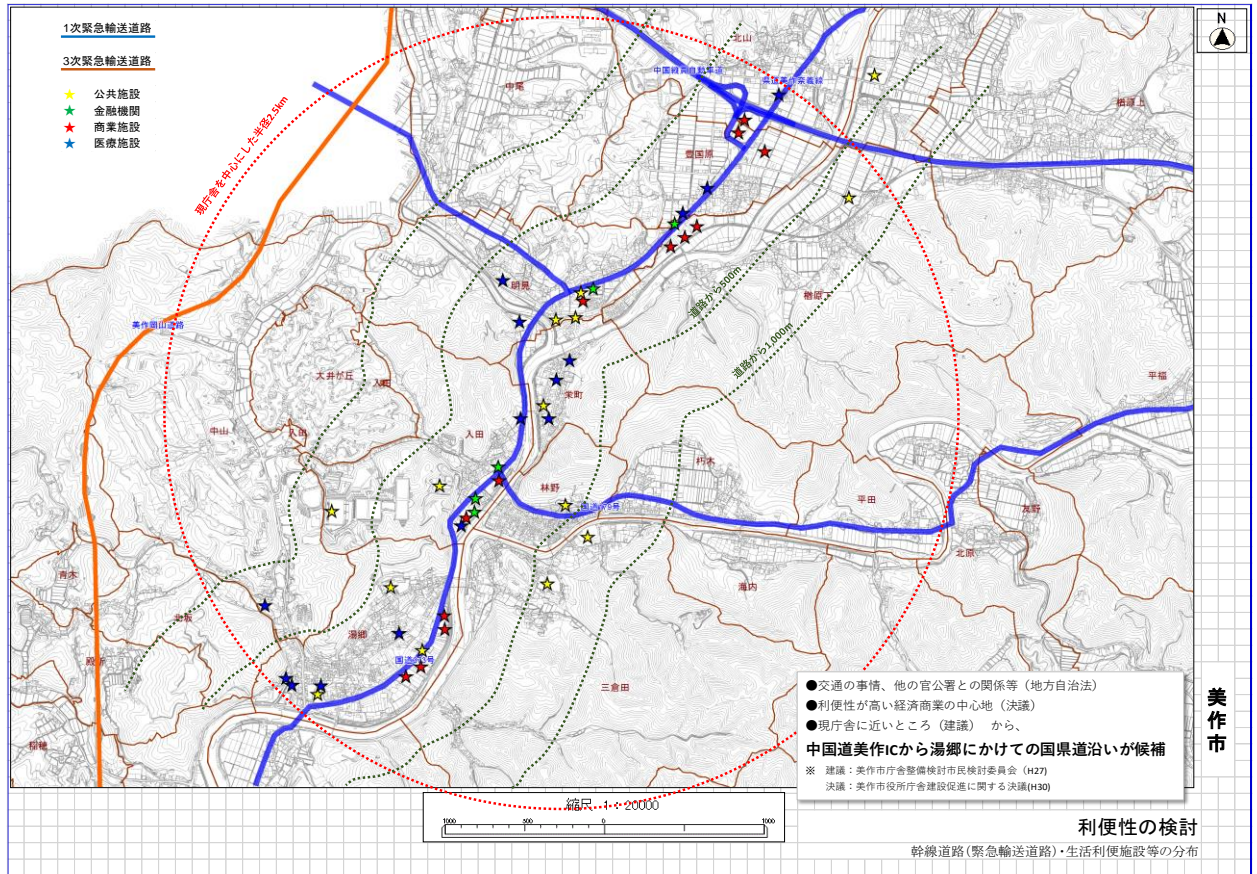 1次緊急輸送道路
3次緊急輸送道路
公共施設
金融機関
商業施設
医療施設
N
現庁舎を中心にした半径2.5km
北山
中国縦貫自動車道
県道美作奈義線
中尾
楢原上
豊国原
明見
道路から500m
道路から1,000m
美作岡山道路
大井が丘
入田
中山
入田
入田
栄町
平福
林野
朽木
国道179号
平田
友野
北原
海内
青木
湯郷
三倉田
●交通の事情、他の官公署との関係等（地方自治法）
●利便性が高い経済商業の中心地（決議）
●現庁舎に近いところ（建議）　から、
中国道美作ICから湯郷にかけての国県道沿いが候補
※　建議：美作市庁舎整備検討市民検討委員会（H27)
決議：美作市役所庁舎建設促進に関する決議(H30)
美作市
縮尺 1：20000
1000 500 0 1000
利便性の検討
幹線道路(緊急輸送道路)・生活利便施設等の分布